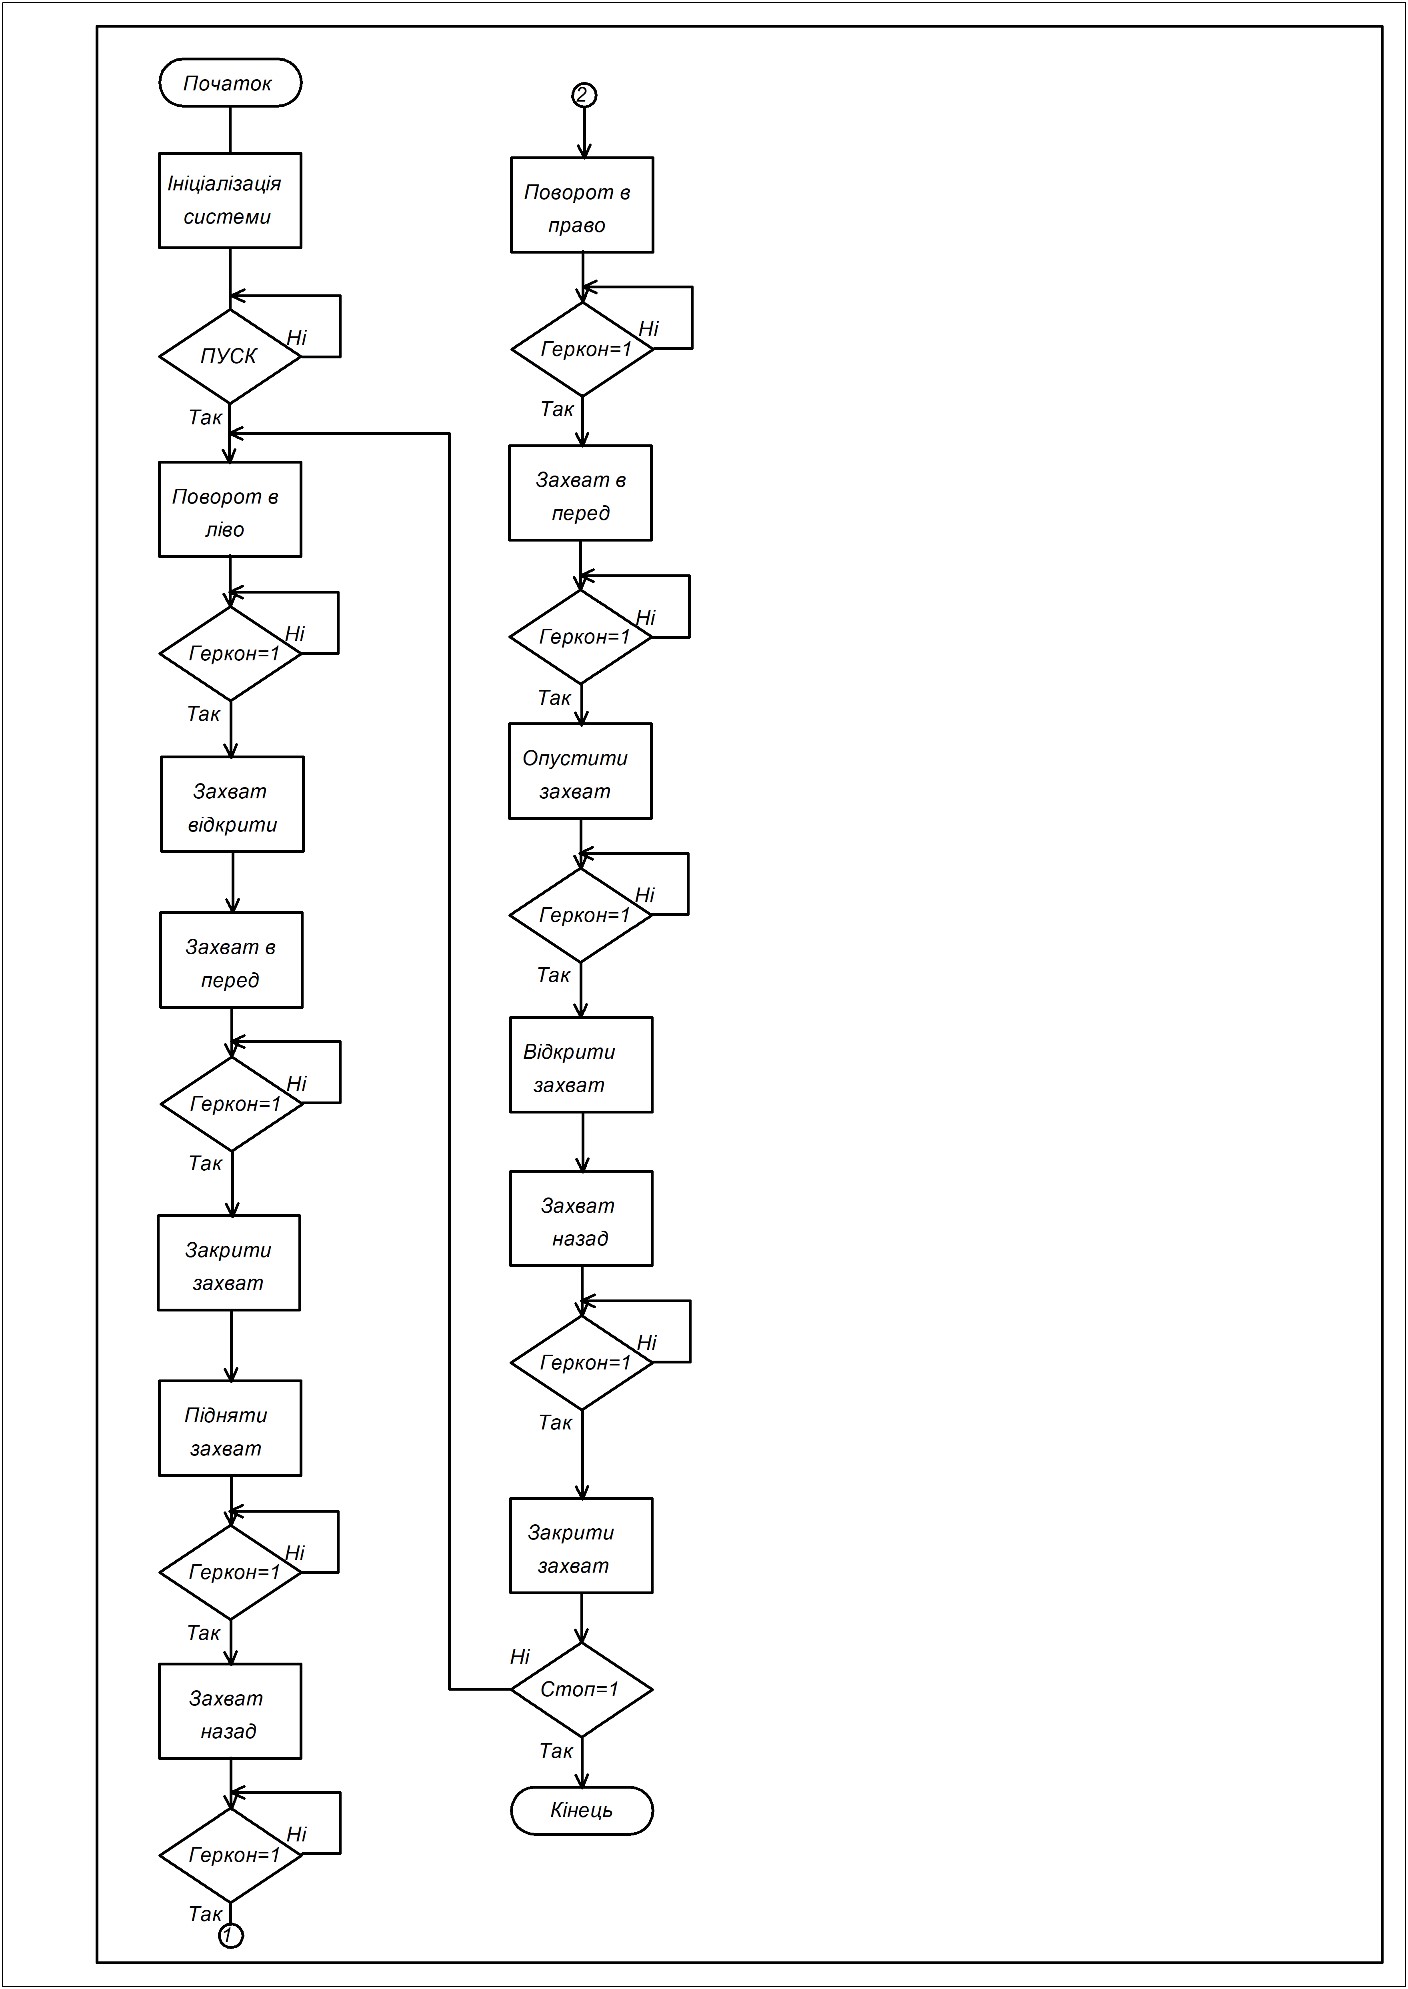 Початок
Ініціалізація
системи
Ні
ПУСК
Так
Поворот в
ліво
Ні
Геркон=1
Так
Захват
відкрити
Захват в
перед
Ні
Геркон=1
Так
Закрити
захват
Підняти
захват
Ні
Геркон=1
Так
Захват
назад
Ні
Геркон=1
Так
1
2
Поворот в
право
Ні
Геркон=1
Так
Захват в
перед
Ні
Геркон=1
Так
Опустити
захват
Ні
Геркон=1
Так
Відкрити
захват
Захват
назад
Ні
Геркон=1
Так
Закрити
захват
Ні
Стоп=1
Так
Кінець